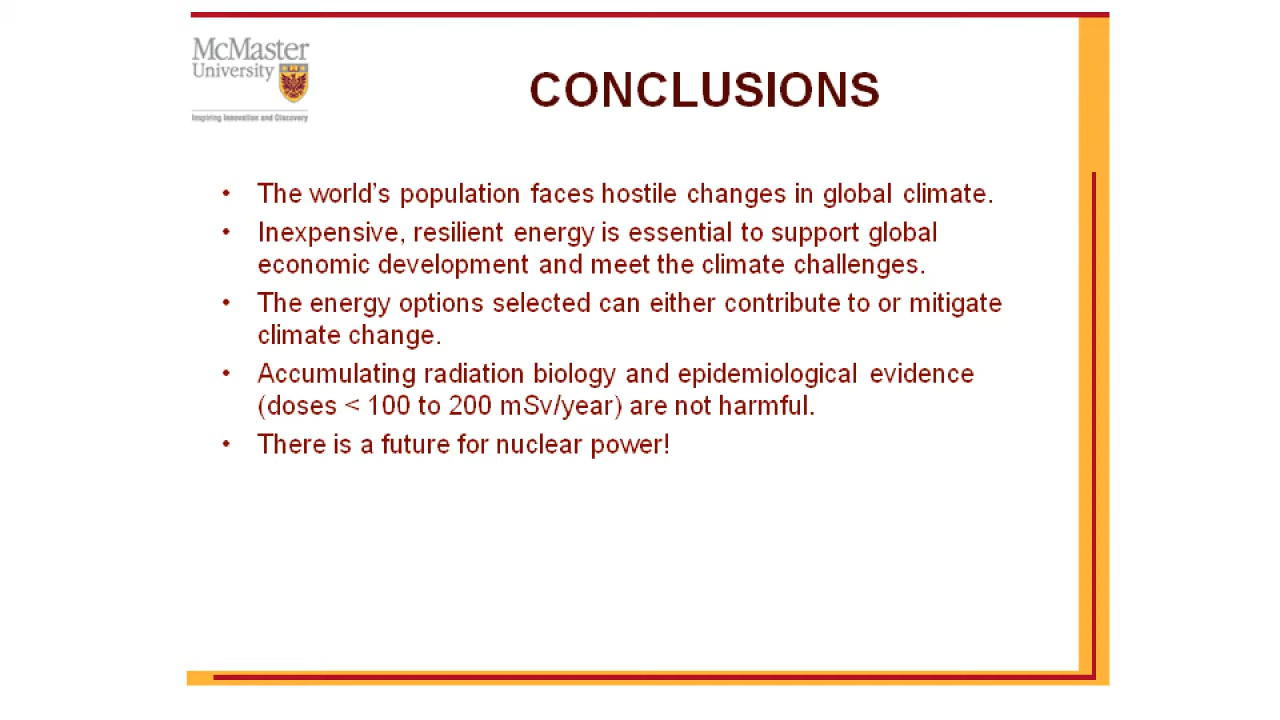 McMaster
University
Inspiring Innovation and Discovery
CONCLUSIONS
• The world's population faces hostile changes in global climate.
• Inexpensive, resilient energy is essential to support global
economic development and meet the climate challenges.
• The energy options selected can either contribute to or mitigate
climate change.
• Accumulating radiation biology and epidemiological evidence
(doses < 100 to 200 mSv/year) are not harmful.
• There is a future for nuclear power!